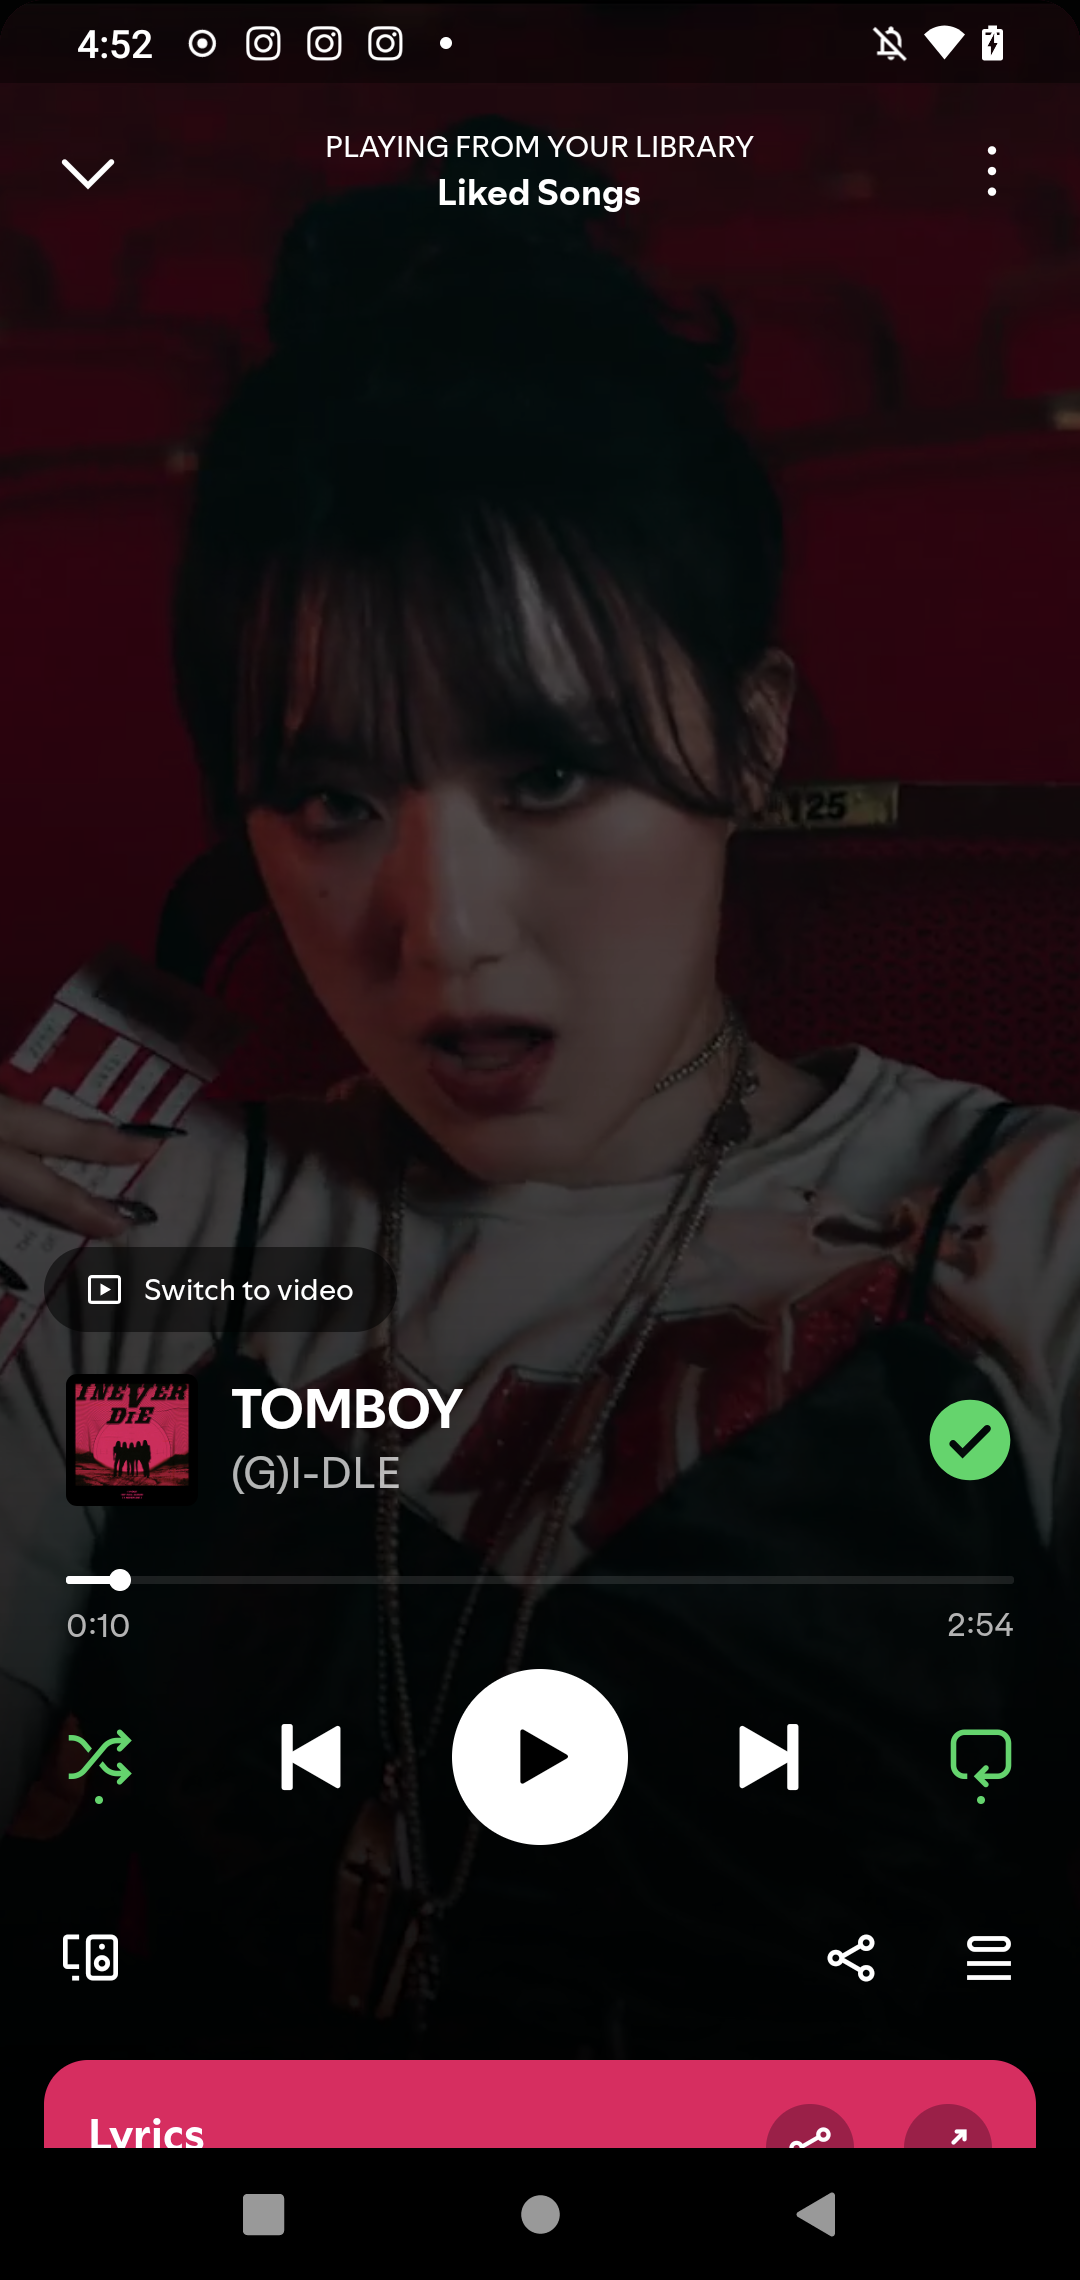 4:52
PLAYING FROM YOUR LIBRARY
Liked Songs
125
Switch to video
I NEVER
DIE
TOMBOY
(G)I-DLE
0:10
2:54
Lyrics